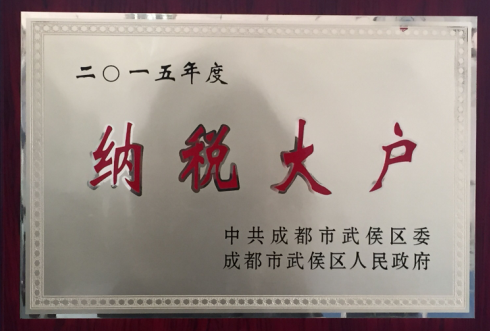 二〇一五年度
纳税大户
中共成都市武侯区委
成都市武侯区人民政府